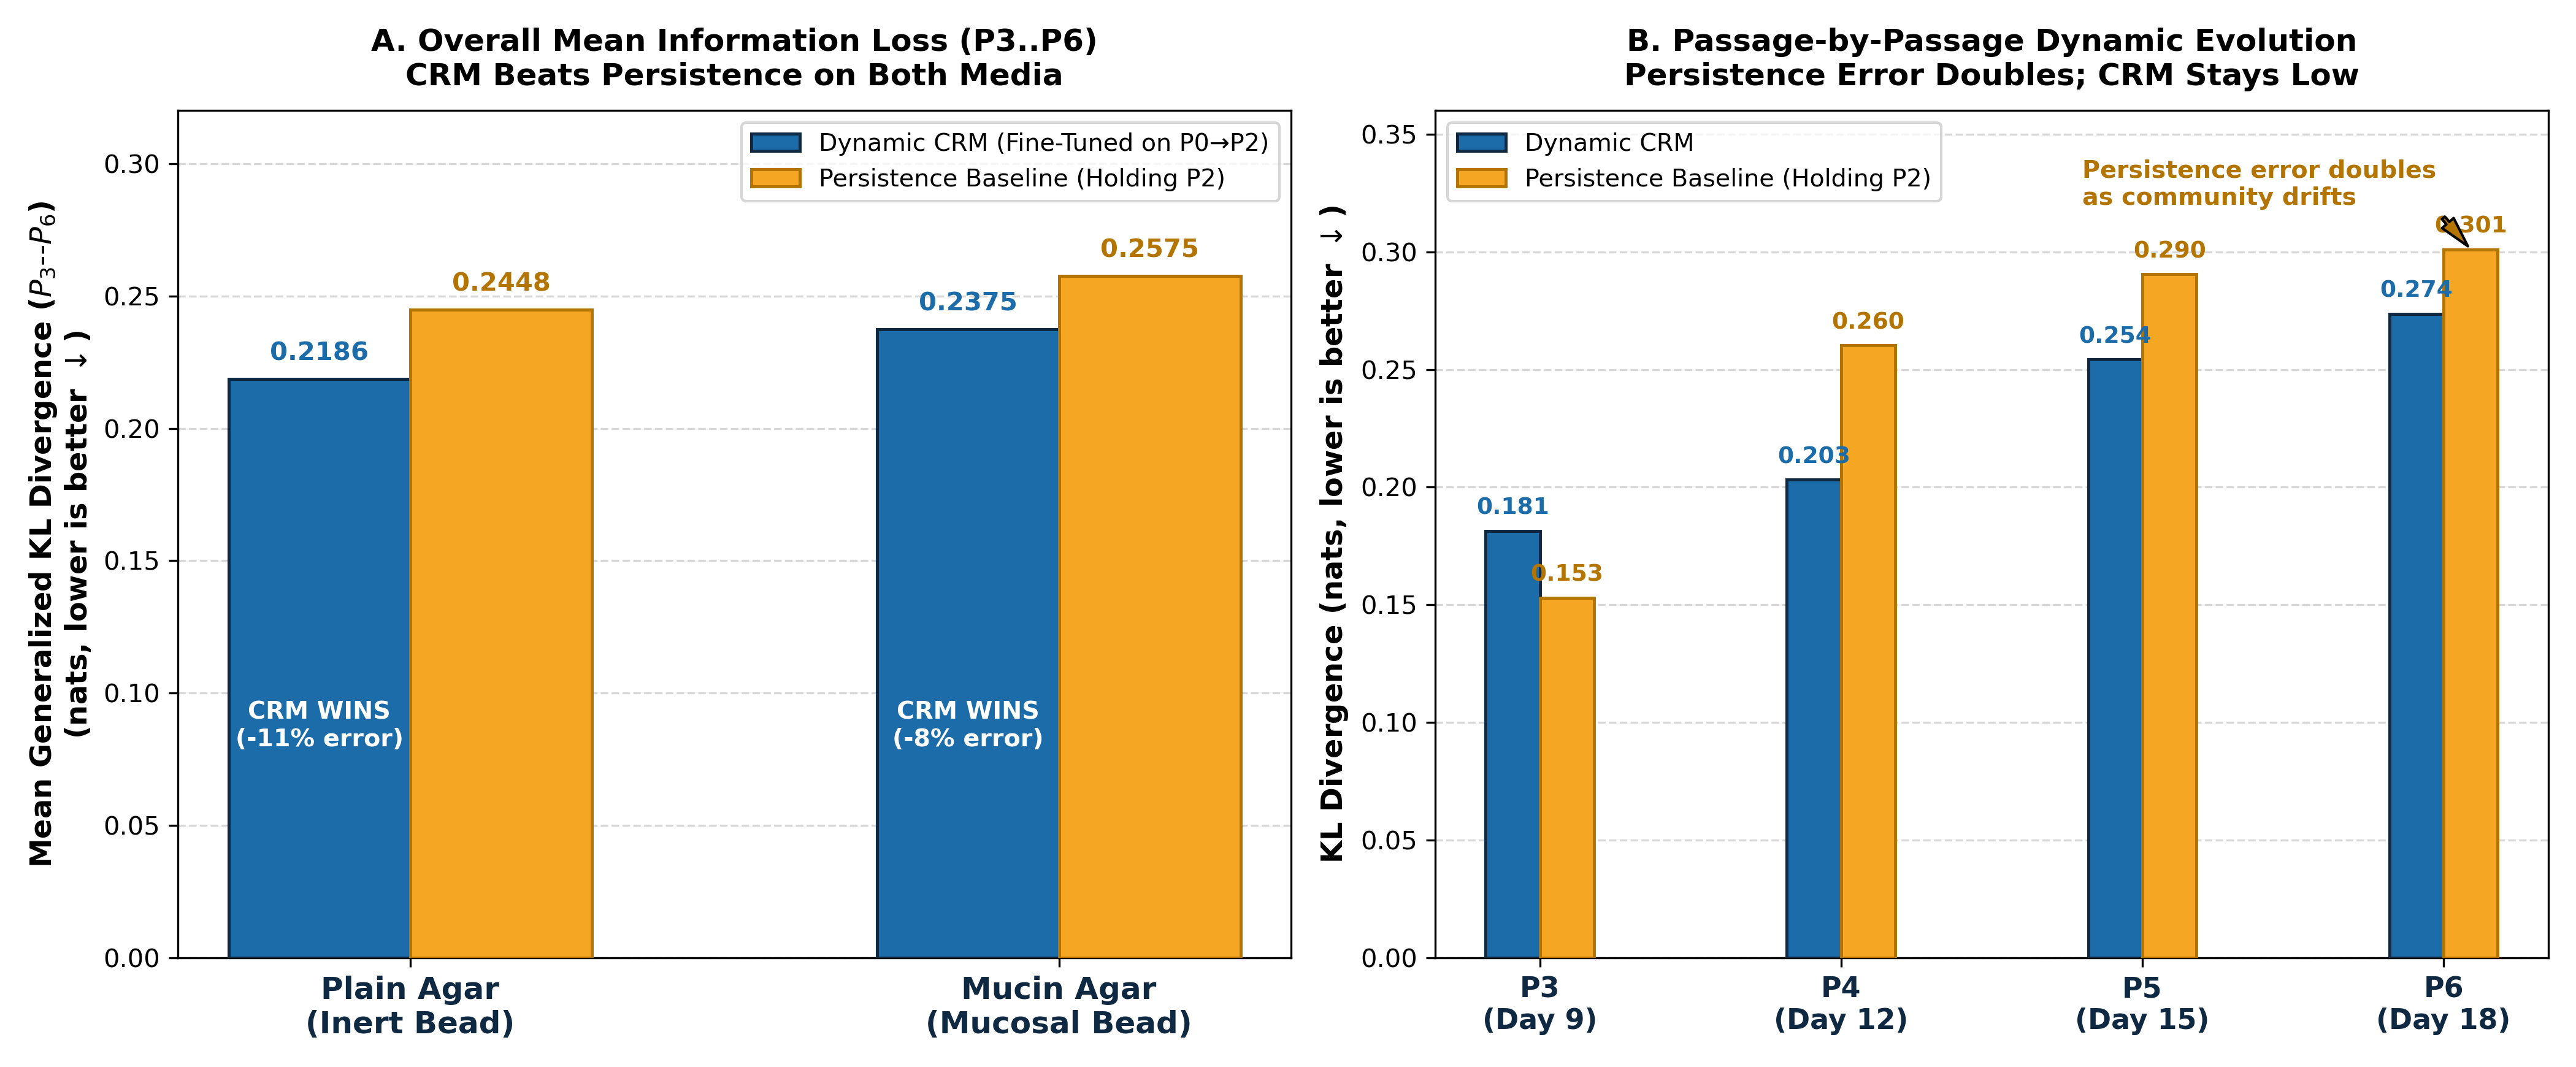 A. Overall Mean Information Loss (P3..P6)
CRM Beats Persistence on Both Media
Mean Generalized KL Divergence (P3--P6)
(nats, lower is better ↓)
0.30
0.25
0.20
0.15
0.10
0.05
0.00
Dynamic CRM (Fine-Tuned on P0→P2)
Persistence Baseline (Holding P2)
0.2186
0.2448
0.2375
0.2575
CRM WINS
(-11% error)
CRM WINS
(-8% error)
Plain Agar
(Inert Bead)
Mucin Agar
(Mucosal Bead)
B. Passage-by-Passage Dynamic Evolution
Persistence Error Doubles; CRM Stays Low
KL Divergence (nats, lower is better ↓)
0.35
0.30
0.25
0.20
0.15
0.10
0.05
0.00
Dynamic CRM
Persistence Baseline (Holding P2)
Persistence error doubles
as community drifts
0.181
0.153
0.203
0.260
0.254
0.290
0.274
0.301
P3
(Day 9)
P4
(Day 12)
P5
(Day 15)
P6
(Day 18)